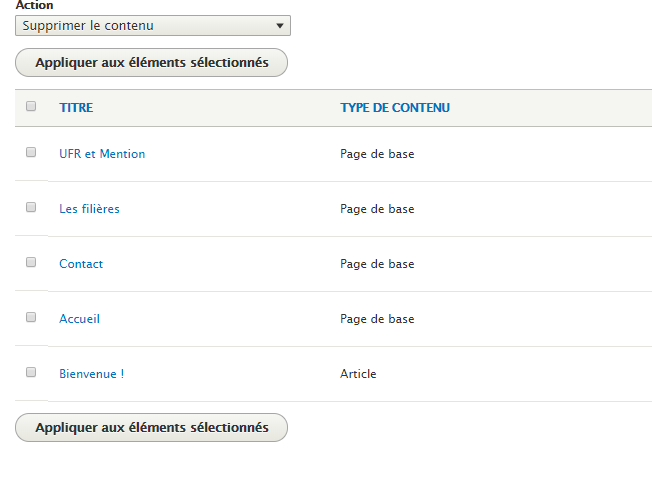 Action
Supprimer le contenu
Appliquer aux éléments sélectionnés
TITRE TYPE DE CONTENU
UFR et Mention Page de base
Les filières Page de base
Contact Page de base
Accueil Page de base
Bienvenue ! Article
Appliquer aux éléments sélectionnés